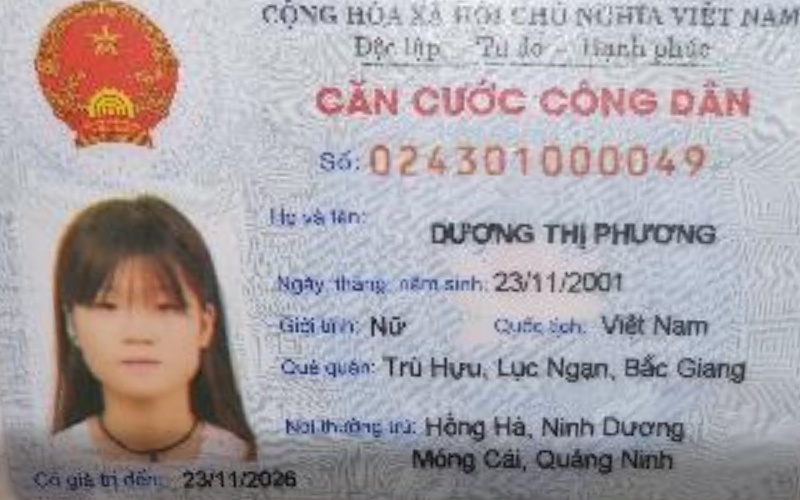 CỘNG HÒA XÃ HỘI CHỦ NGHĨA VIỆT NAM
Độc lập - Tự do - Hạnh phúc
CĂN CƯỚC CÔNG DÂN
Số: 024301000049
Họ và tên:
DƯƠNG THỊ PHƯƠNG
Ngày, tháng, năm sinh: 23/11/2001
Giới tính: Nữ Quốc tịch: Việt Nam
Quê quán: Trù Hựu, Lục Ngạn, Bắc Giang
Nơi thường trú: Hồng Hà, Ninh Dương
Móng Cái, Quảng Ninh
Có giá trị đến: 23/11/2026